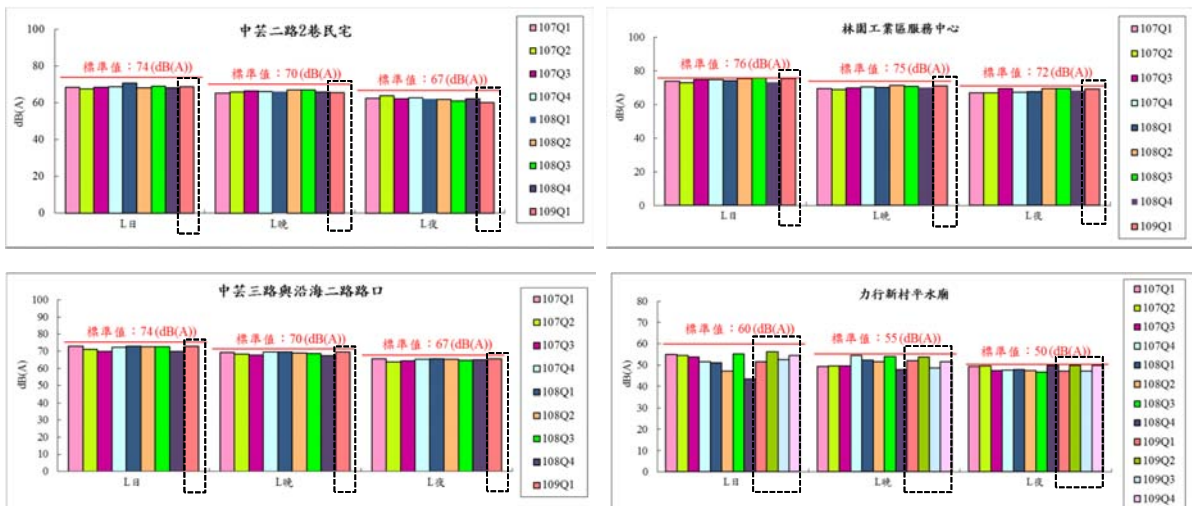 中芸二路2巷民宅
dB(A)
100
80
60
40
20
0
標準值：74 (dB(A))
標準值：70 (dB(A))
標準值：67 (dB(A))
L日
L晚
L夜
107Q1
107Q2
107Q3
107Q4
108Q1
108Q2
108Q3
108Q4
109Q1
林園工業區服務中心
dB(A)
100
80
60
40
20
0
標準值：76 (dB(A))
標準值：75 (dB(A))
標準值：72 (dB(A))
L日
L晚
L夜
107Q1
107Q2
107Q3
107Q4
108Q1
108Q2
108Q3
108Q4
109Q1
中芸三路與沿海二路路口
dB(A)
100
90
80
70
60
50
40
30
20
10
0
標準值：74 (dB(A))
標準值：70 (dB(A))
標準值：67 (dB(A))
L日
L晚
L夜
107Q1
107Q2
107Q3
107Q4
108Q1
108Q2
108Q3
108Q4
109Q1
力行新村平水廟
dB(A)
80
70
60
50
40
30
20
10
0
標準值：60 (dB(A))
標準值：55 (dB(A))
標準值：50 (dB(A))
L日
L晚
L夜
107Q1
107Q2
107Q3
107Q4
108Q1
108Q2
108Q3
108Q4
109Q1
109Q2
109Q3
109Q4